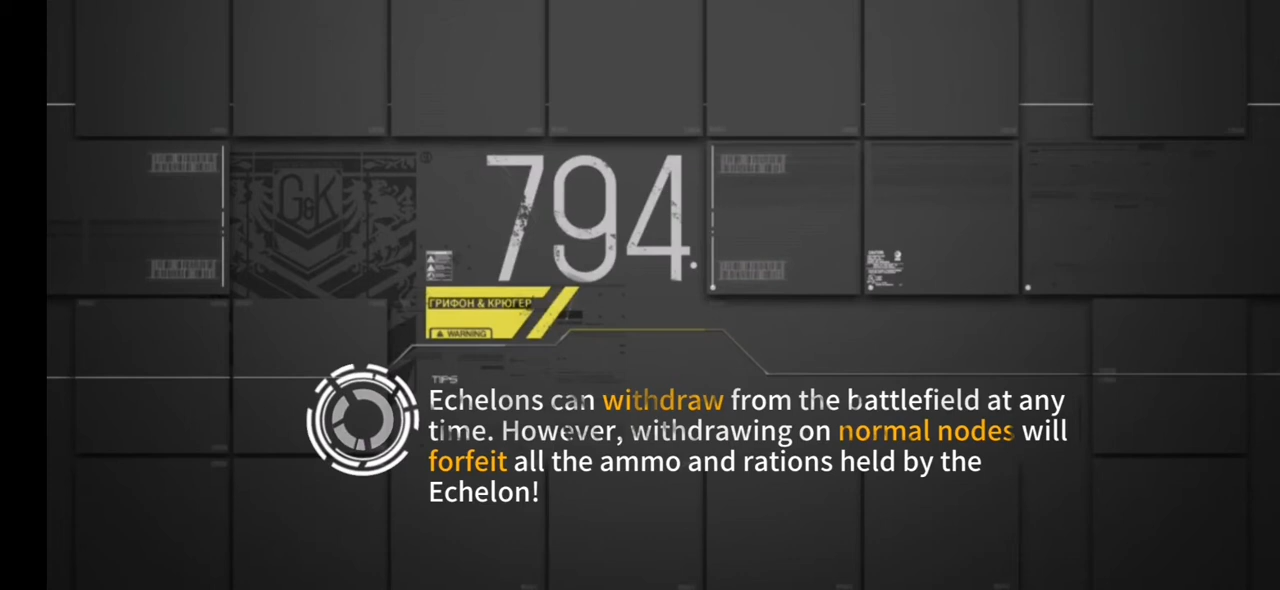 G&K
794.
ГРИФОН & КРЮГЕР
WARNING
TIPS
Echelons can withdraw from the battlefield at any
time. However, withdrawing on normal nodes will
forfeit all the ammo and rations held by the
Echelon!